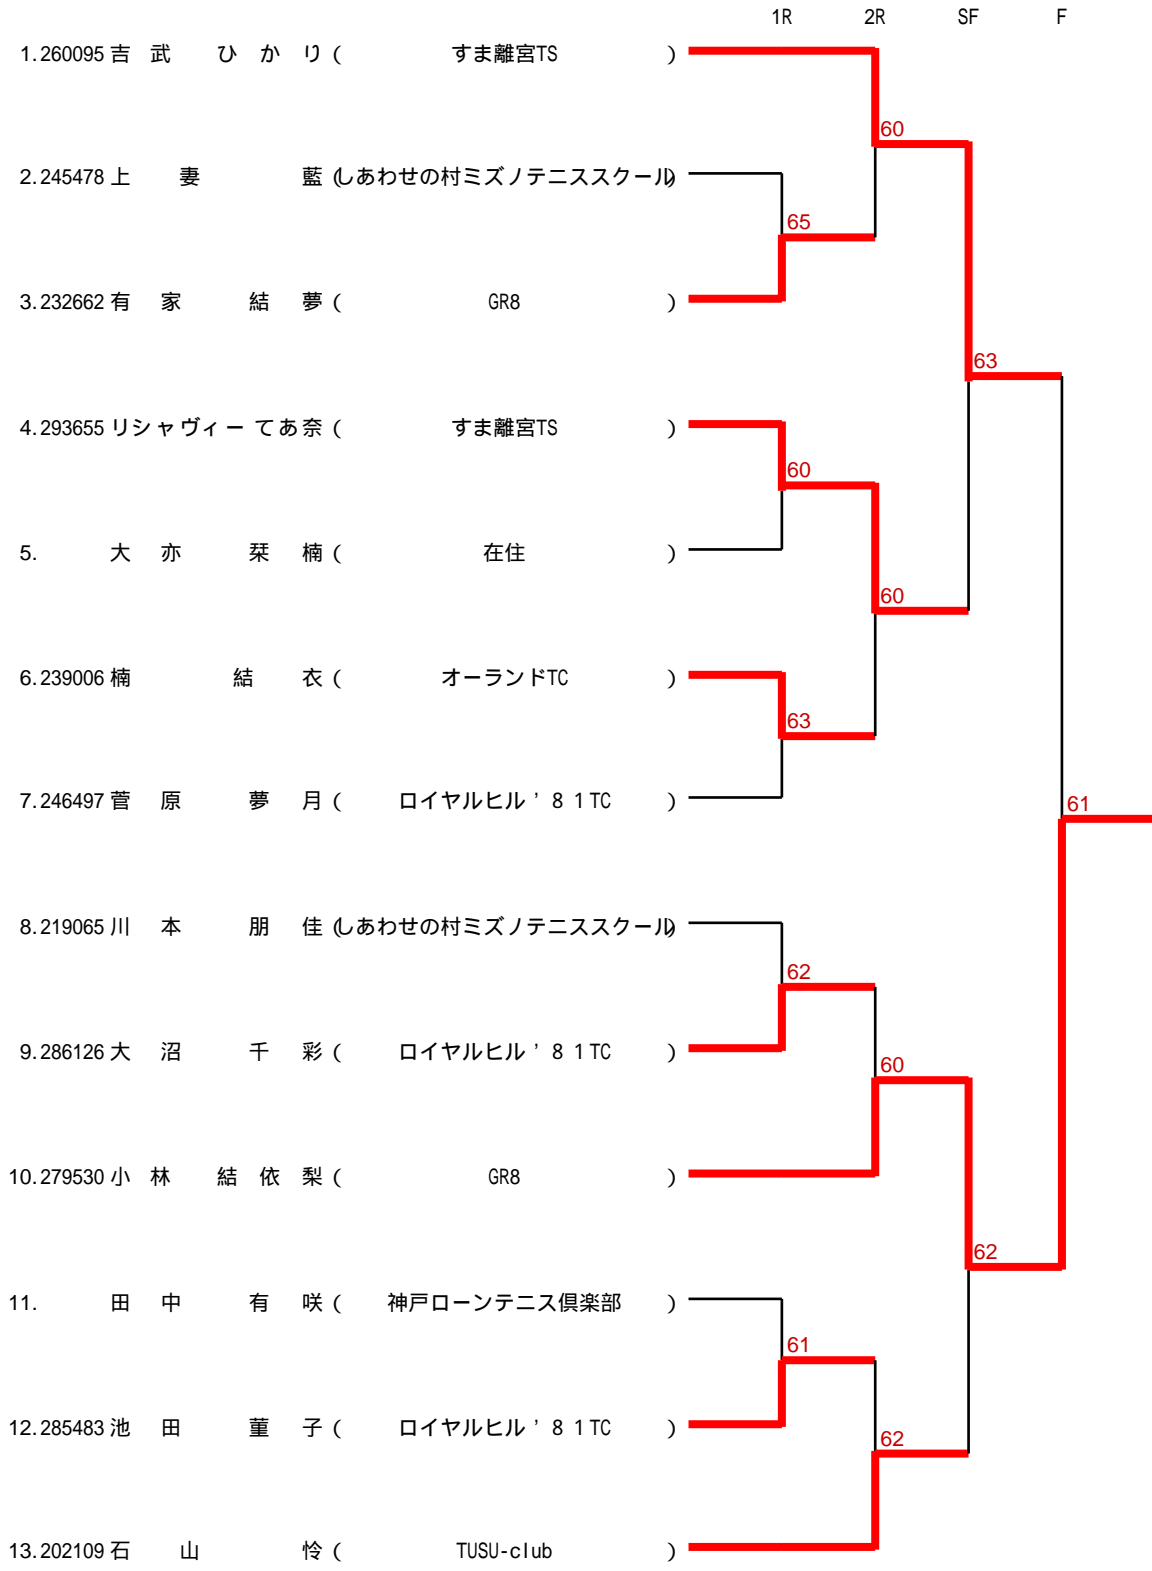 1R 2R SF F
1.260095 吉 武 ひ か り ( すま離宮TS )
60
2.245478 上 妻 藍 (しあわせの村ミズノテニススクール)
65
3.232662 有 家 結 夢 ( GR8 )
63
4.293655 リシャヴィー てあ奈 ( すま離宮TS )
60
5. 大 亦 栞 楠 ( 在住 )
60
6.239006 楠 結 衣 ( オーランドTC )
63
7.246497 菅 原 夢 月 ( ロイヤルヒル’81TC )
61
8.219065 川 本 朋 佳 (しあわせの村ミズノテニススクール)
62
9.286126 大 沼 千 彩 ( ロイヤルヒル’81TC )
60
10.279530 小 林 結 依 梨 ( GR8 )
62
11. 田 中 有 咲 ( 神戸ローンテニス倶楽部 )
61
12.285483 池 田 菫 子 ( ロイヤルヒル’81TC )
62
13.202109 石 山 怜 ( TUSU-club )